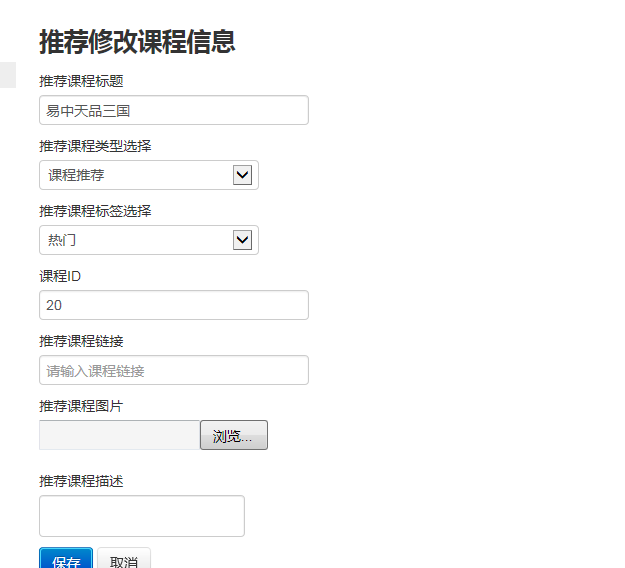 推荐修改课程信息
推荐课程标题
易中天品三国
推荐课程类型选择
课程推荐
推荐课程标签选择
热门
课程ID
20
推荐课程链接
请输入课程链接
推荐课程图片
浏览...
推荐课程描述
保存 取消